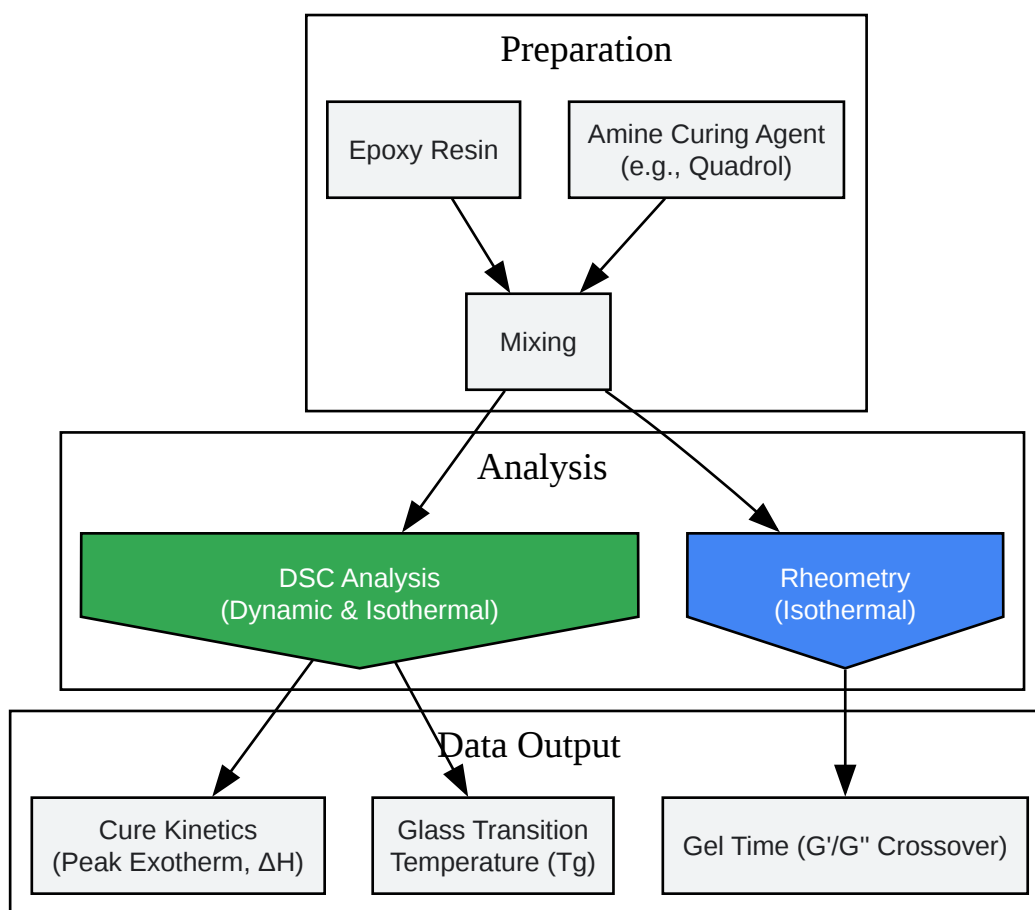 Preparation
Epoxy Resin
Amine Curing Agent
(e.g., Quadrol)
Mixing
Analysis
DSC Analysis
(Dynamic & Isothermal)
Rheometry
(Isothermal)
Data Output
Cure Kinetics
(Peak Exotherm, ΔH)
Glass Transition
Temperature (Tg)
Gel Time (G'/G'' Crossover)